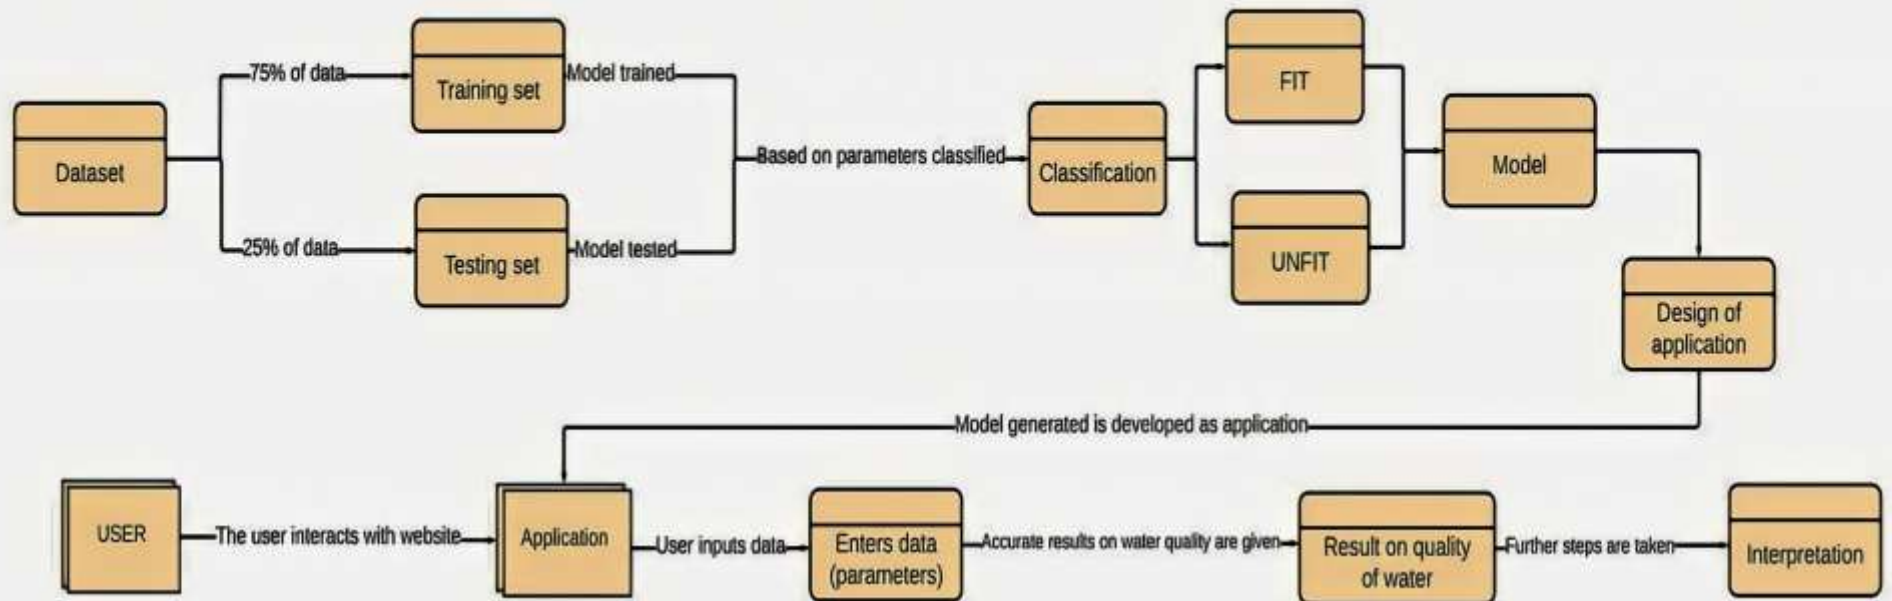 75% of data
Training set
Model trained
FIT
Dataset
Based on parameters classified
Classification
Model
25% of data
Testing set
Model tested
UNFIT
Design of
application
Model generated is developed as application
USER
The user interacts with website
Application
User inputs data
Enters data
(parameters)
Accurate results on water quality are given
Result on quality
of water
Further steps are taken
Interpretation